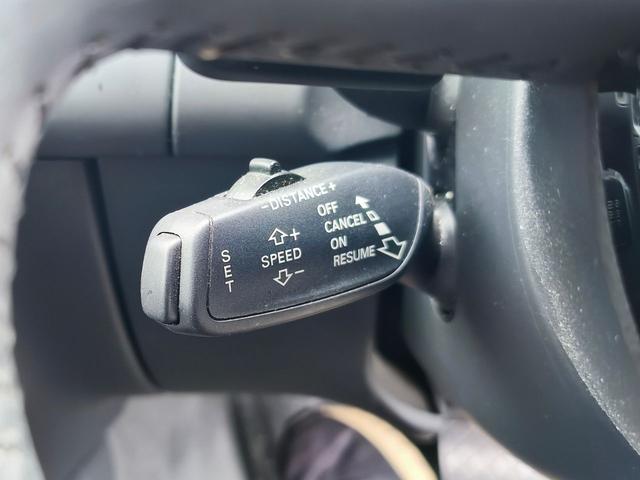 - DISTANCE +
OFF
CANCEL
ON
RESUME
+
SPEED
-
SET